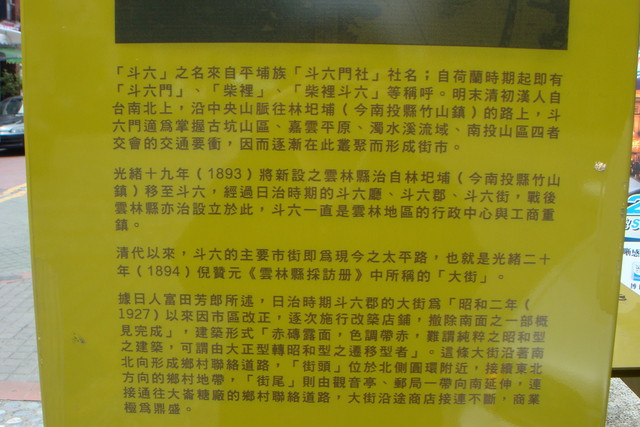 「斗六」之名來自平埔族「斗六門社」社名；自荷蘭時期起即有
「斗六門」、「柴裡」、「柴裡斗六」等稱呼。明末清初漢人自
台南北上，沿中央山脈往林圯埔（今南投縣竹山鎮）的路上，斗
六門適為掌握古坑山區、嘉雲平原、濁水溪流域、南投山區四者
交會的交通要衝，因而逐漸在此叢聚而形成街市。
光緒十九年（1893）將新設之雲林縣治自林圯埔（今南投縣竹山
鎮）移至斗六，經過日治時期的斗六廳、斗六郡、斗六街，戰後
雲林縣亦治設立於此，斗六一直是雲林地區的行政中心與工商重
鎮。
清代以來，斗六的主要市街即為現今之太平路，也就是光緒二十
年（1894）倪贊元《雲林縣採訪册》中所稱的「大街」。
據日人富田芳郎所述，日治時期斗六郡的大街為「昭和二年（
1927）以來因市區改正，逐次施行改築店鋪，撤除南面之一部概
見完成」，建築形式「赤磚露面，色調帶赤，難謂純粹之昭和型
之建築，可謂由大正型轉昭和型之遷移型者」。這條大街沿著南
北向形成鄉村聯絡道路，「街頭」位於北側圓環附近，接續東北
方向的鄉村地帶，「街尾」則由觀音亭、郵局一帶向南延伸，連
接通往大崙糖廠的鄉村聯絡道路，大街沿途商店接連不斷，商業
極為鼎盛。